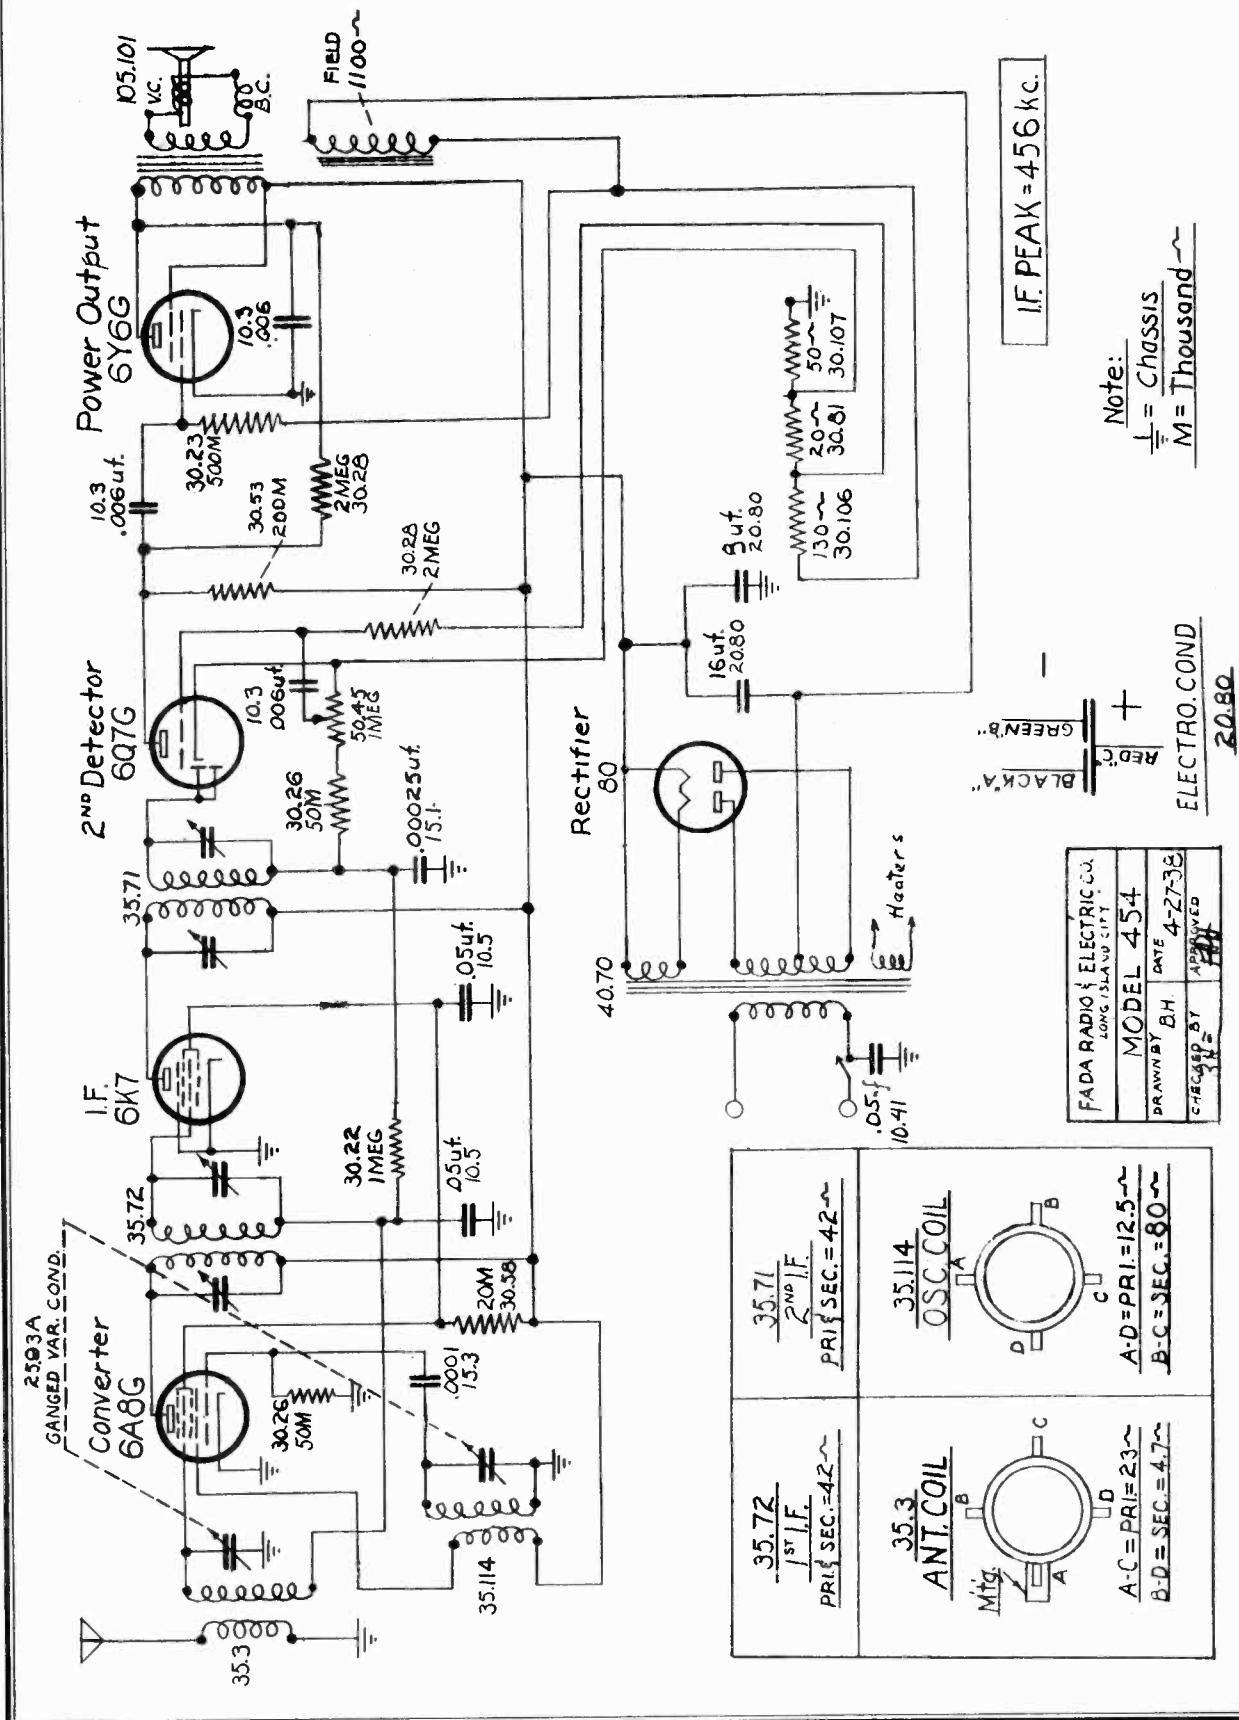 25.93A
GANGED VAR. COND.
Converter
6A8G
35.72
I.F.
6K7
35.71
2ND Detector
6Q7G
10.3
.006uf.
Power Output
6Y6G
105.101
V.C.
B.C.
FIELD
1100~
30.23
500M
10.3
.006
30.53
200M
2MEG
30.28
30.28
2MEG
10.3
.006uf.
50.45
1MEG
30.26
50M
.00025uf.
15.1
.05uf.
10.5
30.22
1MEG
.05uf.
10.5
20M
30.58
30.26
50M
.0001
15.3
35.3
35.114
Rectifier
80
40.70
Heaters
.05uf
10.41
16uf.
20.80
8uf.
20.80
130~
30.106
20~
30.81
50~
30.107
I.F. PEAK=456kc.
Note:
= Chassis
M=Thousand~
BLACK"A"
GREEN"B"
RED"C"
-
+
ELECTRO.COND
20.80
35.72
1ST I.F.
PRI.& SEC.=42~
35.71
2ND I.F.
PRI& SEC.=42~
35.3
ANT. COIL
Mtg.
A
B
C
D
A-C=PRI=23~
B-D=SEC.=4.7~
35.114
OSC. COIL
A
B
C
D
A-D=PRI.=12.5~
B-C=SEC.=80~
FADA RADIO & ELECTRIC CO.
LONG ISLAND CITY
MODEL 454
DRAWN BY B.H.
DATE 4-27-38
CHECKED BY
APPROVED